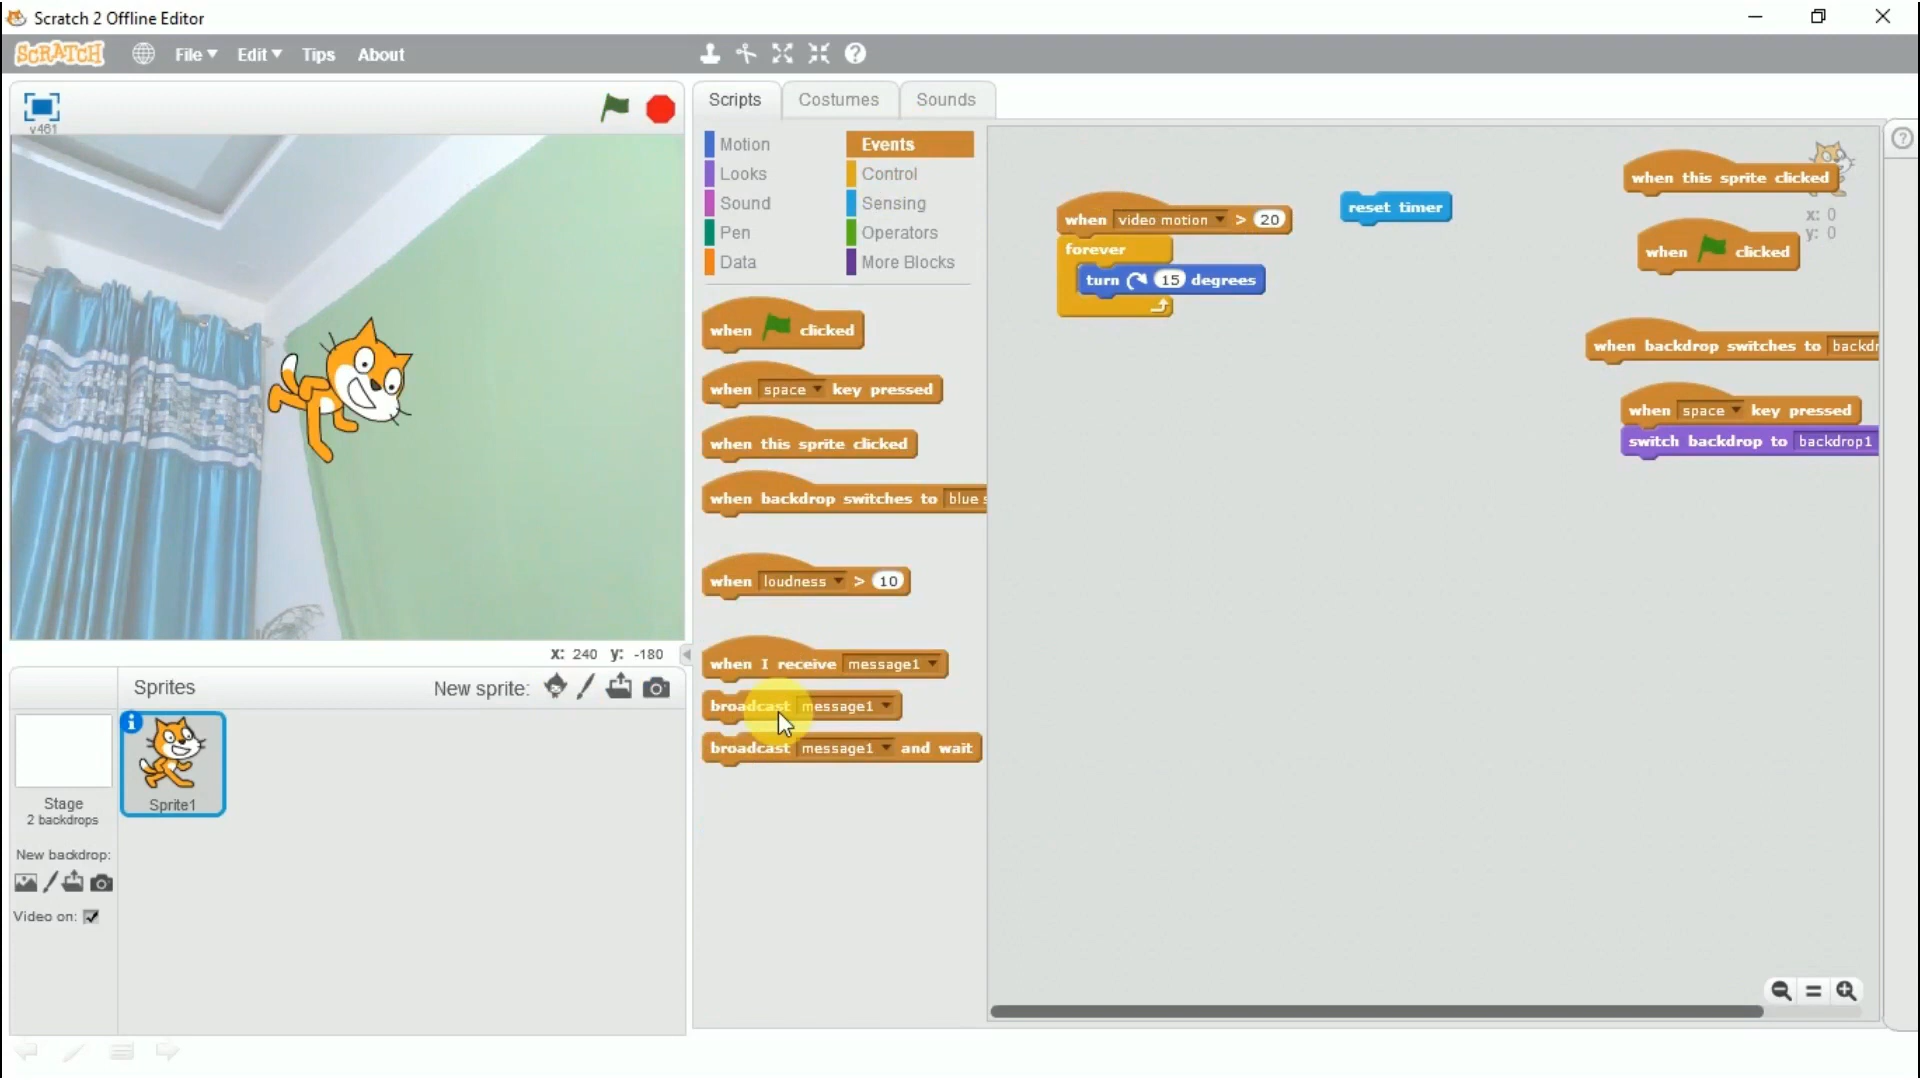 Scratch 2 Offline Editor
SCRATCH File Edit Tips About
v461
Scripts Costumes Sounds
Motion
Looks
Sound
Pen
Data
Events
Control
Sensing
Operators
More Blocks
when clicked
when space key pressed
when this sprite clicked
when backdrop switches to blue s
when loudness > 10
when I receive message1
broadcast message1
broadcast message1 and wait
when video motion > 20
forever
turn 15 degrees
reset timer
when this sprite clicked
x: 0
y: 0
when clicked
when backdrop switches to backdr
when space key pressed
switch backdrop to backdrop1
x: 240 y: -180
Sprites New sprite:
Sprite1
Stage
2 backdrops
New backdrop:
Video on: